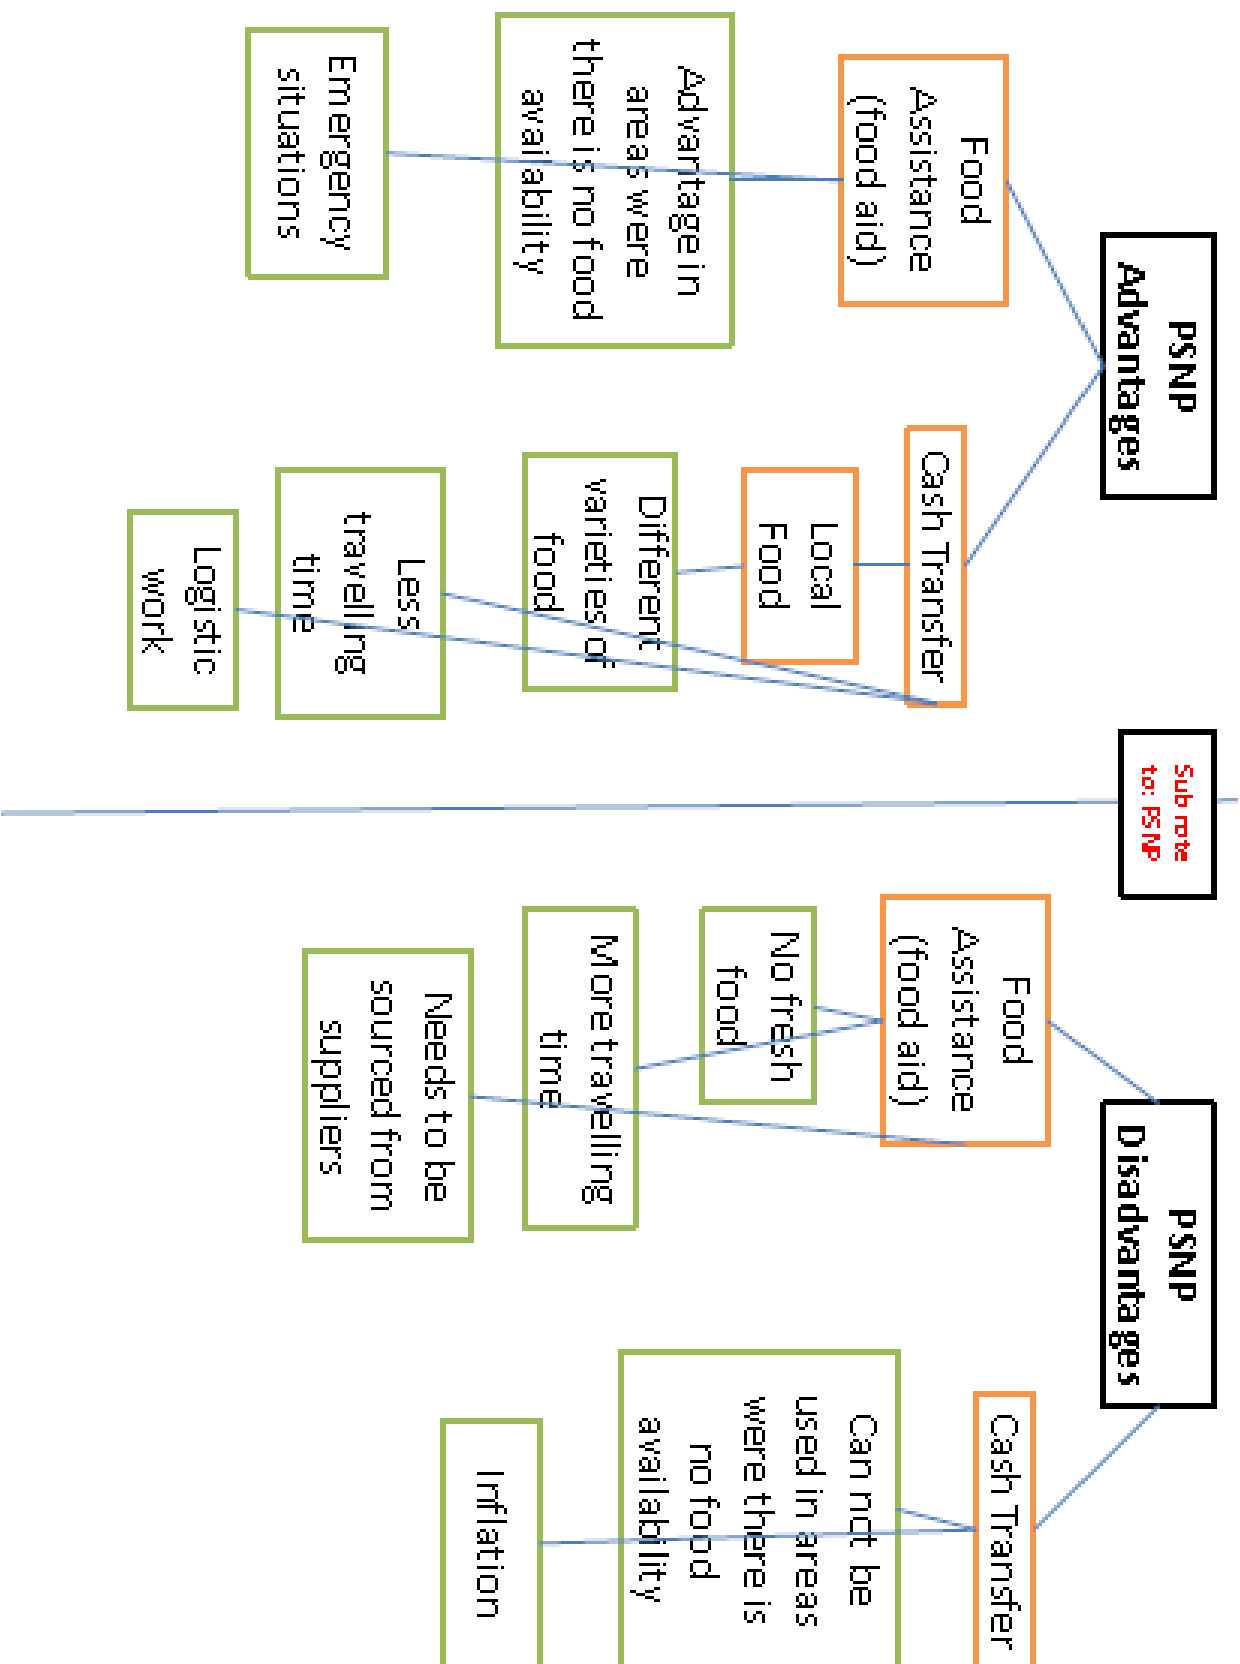 PSNP
Advantages
Food
Assistance
(food aid)
Advantage in
areas were
there is no food
availability
Emergency
situations
Cash Transfer
Local
Food
Different
varieties of
food
Less
travelling
time
Logistic
work
Sub note
to: PSNP
PSNP
Disadvantages
Food
Assistance
(food aid)
No fresh
food
More travelling
time
Needs to be
sourced from
suppliers
Cash Transfer
Can not be
used in areas
were there is
no food
availability
Inflation